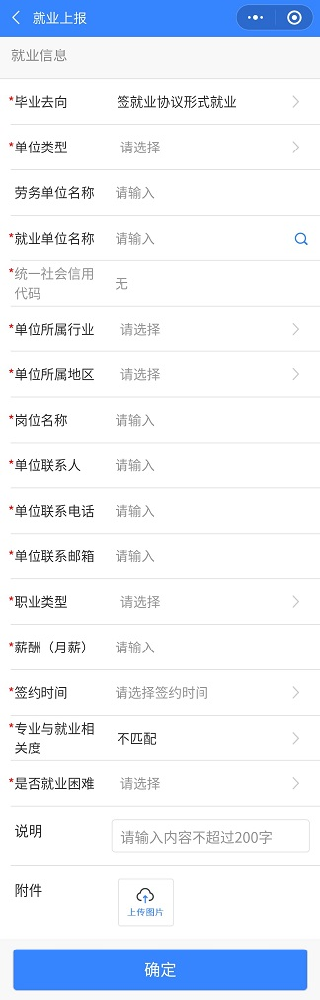 就业上报
就业信息
*毕业去向 签就业协议形式就业
*单位类型 请选择
劳务单位名称 请输入
*就业单位名称 请输入
*统一社会信用
代码 无
*单位所属行业 请选择
*单位所属地区 请选择
*岗位名称 请输入
*单位联系人 请输入
*单位联系电话 请输入
*单位联系邮箱 请输入
*职业类型 请选择
*薪酬（月薪） 请输入
*签约时间 请选择签约时间
*专业与就业相
关度 不匹配
*是否就业困难 请选择
说明 请输入内容不超过200字
附件
上传图片
确定